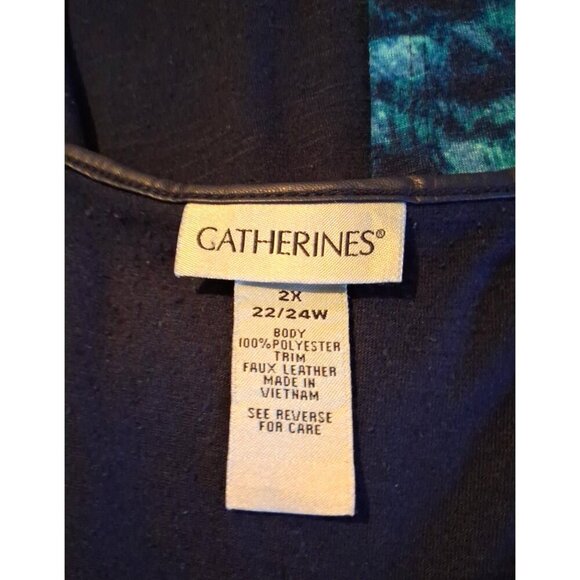 CATHERINES®
2X
22/24W
BODY
100%POLYESTER
TRIM
FAUX LEATHER
MADE IN
VIETNAM
SEE REVERSE
FOR CARE